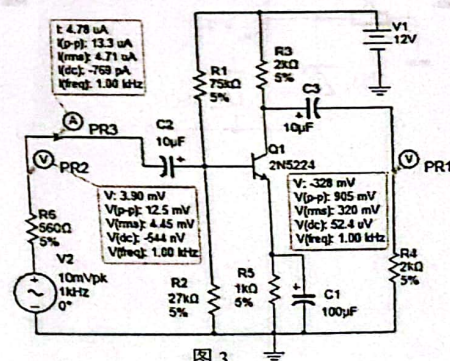 I: 4.78 uA
I(p-p): 13.3 uA
I(rms): 4.71 uA
I(dc): -769 pA
I(freq): 1.00 kHz
A
PR3
V
PR2
C2
10μF
V: 3.90 mV
V(p-p): 12.5 mV
V(rms): 4.45 mV
V(dc): -544 nV
V(freq): 1.00 kHz
R6
560Ω
5%
V2
10mVpk
1kHz
0°
R1
75kΩ
5%
R2
27kΩ
5%
R3
2kΩ
5%
C3
10μF
Q1
2N5224
V1
12V
V
PR1
V: -328 mV
V(p-p): 905 mV
V(rms): 320 mV
V(dc): 52.4 uV
V(freq): 1.00 kHz
R5
1kΩ
5%
C1
100μF
R4
2kΩ
5%
图 3